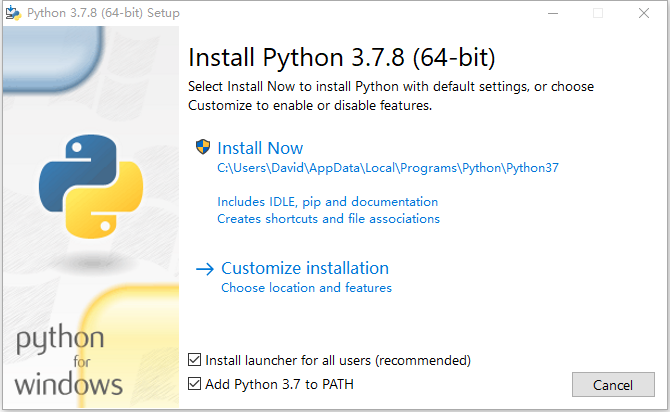 Python 3.7.8 (64-bit) Setup
Install Python 3.7.8 (64-bit)
Select Install Now to install Python with default settings, or choose
Customize to enable or disable features.
Install Now
C:\Users\David\AppData\Local\Programs\Python\Python37
Includes IDLE, pip and documentation
Creates shortcuts and file associations
Customize installation
Choose location and features
python
for
windows
Install launcher for all users (recommended)
Add Python 3.7 to PATH
Cancel